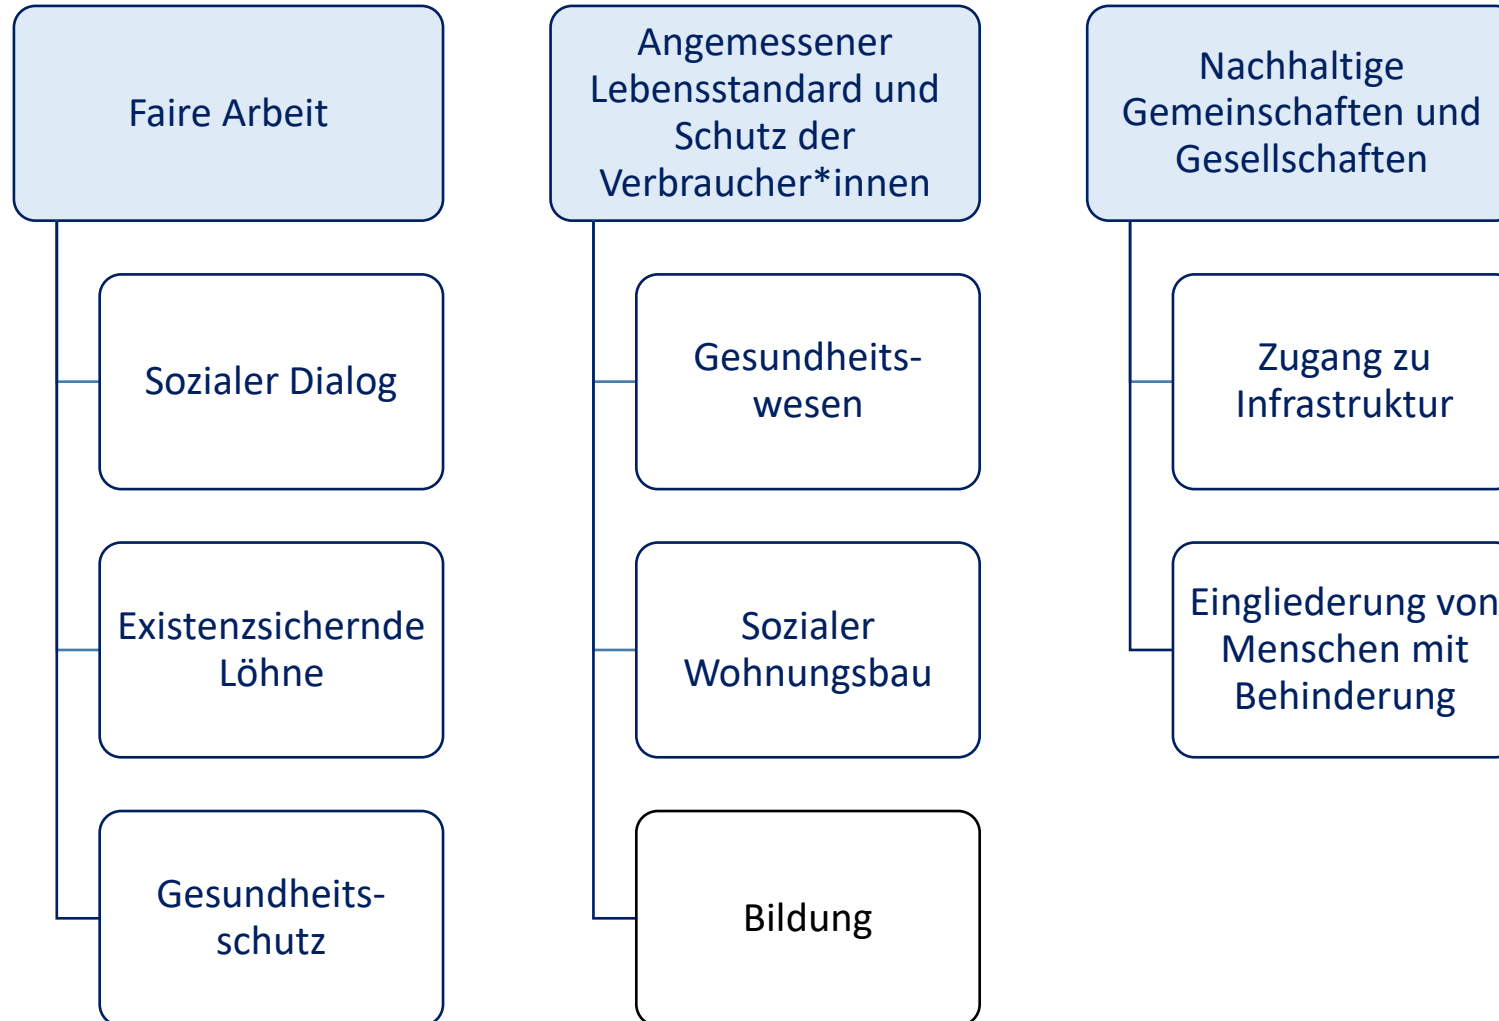 Faire Arbeit
Sozialer Dialog
Existenzsichernde
Löhne
Gesundheits-
schutz
Angemessener
Lebensstandard und
Schutz der
Verbraucher*innen
Gesundheits-
wesen
Sozialer
Wohnungsbau
Bildung
Nachhaltige
Gemeinschaften und
Gesellschaften
Zugang zu
Infrastruktur
Eingliederung von
Menschen mit
Behinderung